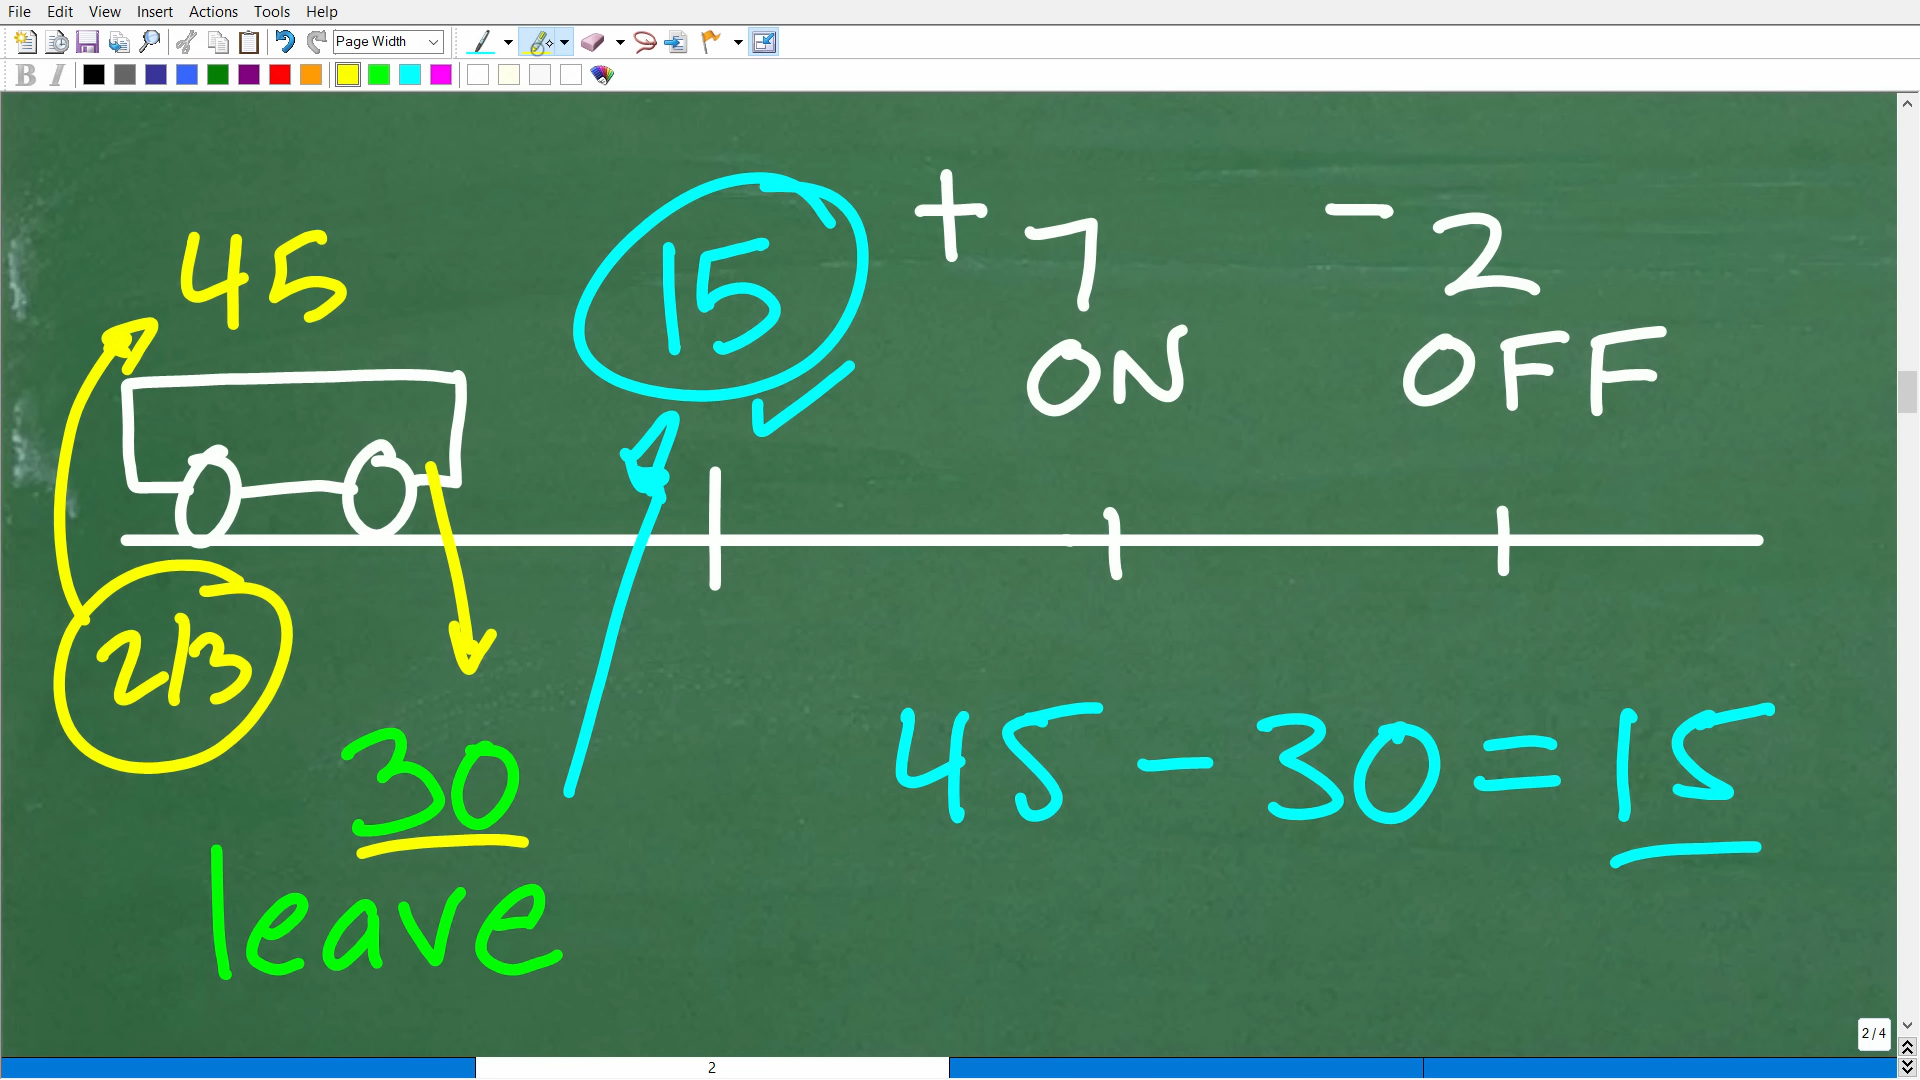 File Edit View Insert Actions Tools Help
Page Width
B I
45
15
+ 7
ON
- 2
OFF
2/3
30
leave
45 - 30 = 15
2 / 4
2